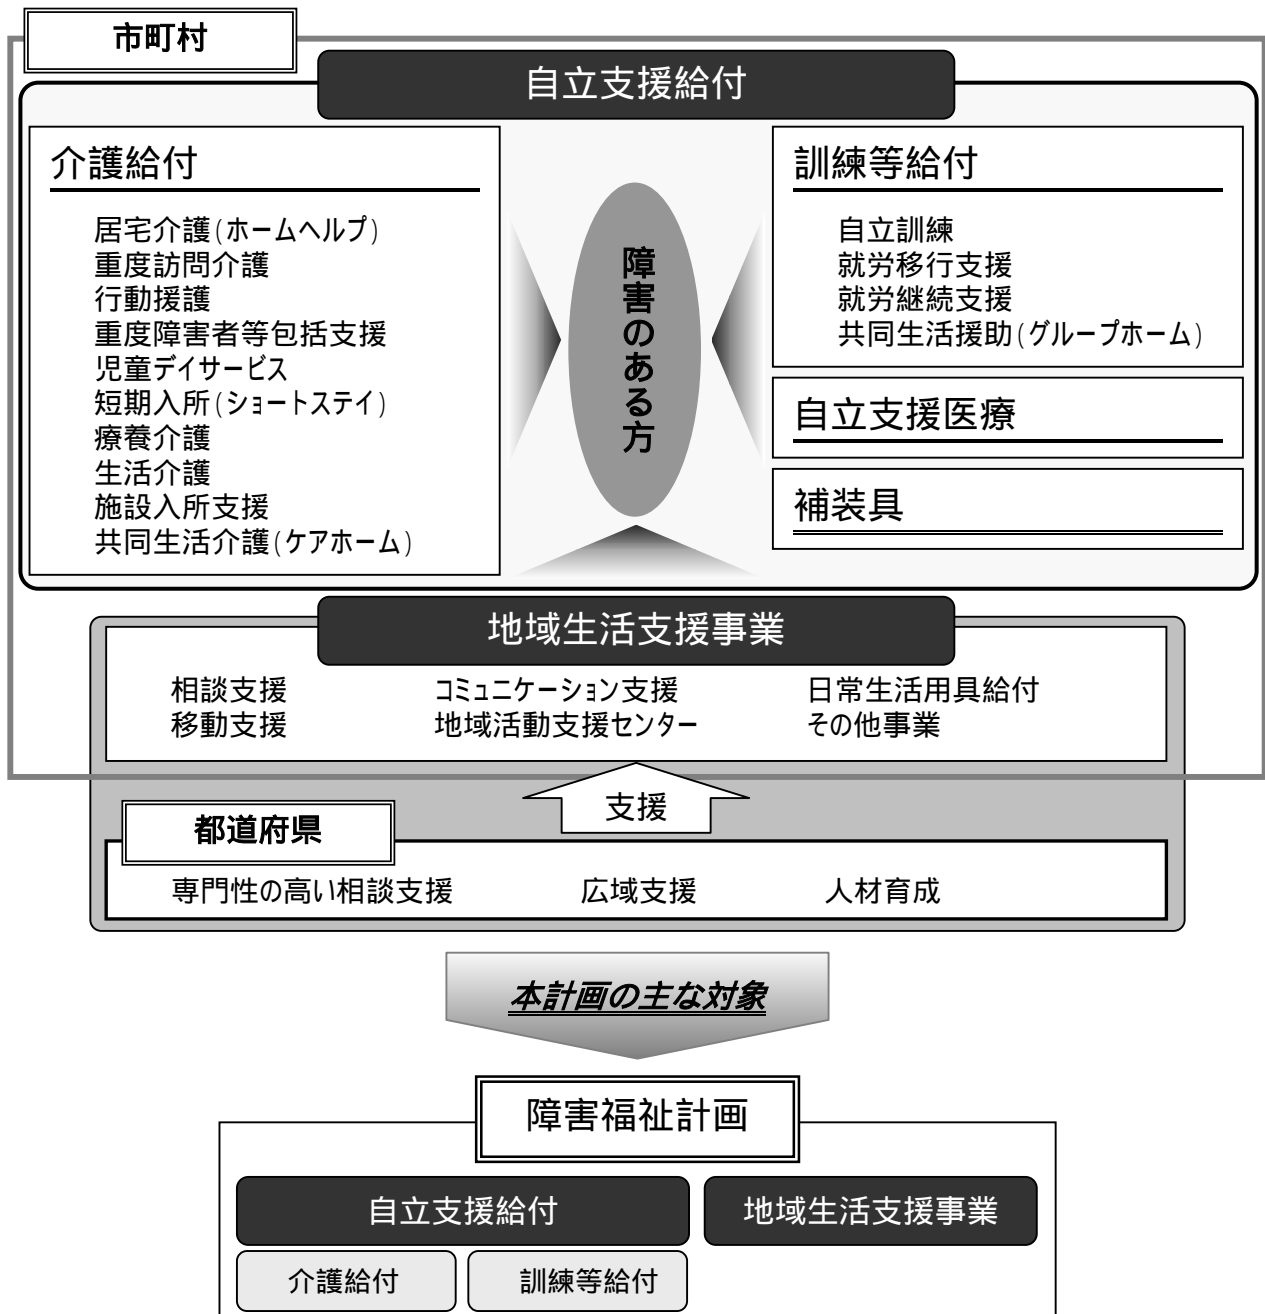 市町村
自立支援給付
介護給付
居宅介護(ホームヘルプ)
重度訪問介護
行動援護
重度障害者等包括支援
児童デイサービス
短期入所(ショートステイ)
療養介護
生活介護
施設入所支援
共同生活介護(ケアホーム)
障害のある方
訓練等給付
自立訓練
就労移行支援
就労継続支援
共同生活援助(グループホーム)
自立支援医療
補装具
地域生活支援事業
相談支援 コミュニケーション支援 日常生活用具給付
移動支援 地域活動支援センター その他事業
支援
都道府県
専門性の高い相談支援 広域支援 人材育成
本計画の主な対象
障害福祉計画
自立支援給付 地域生活支援事業
介護給付 訓練等給付